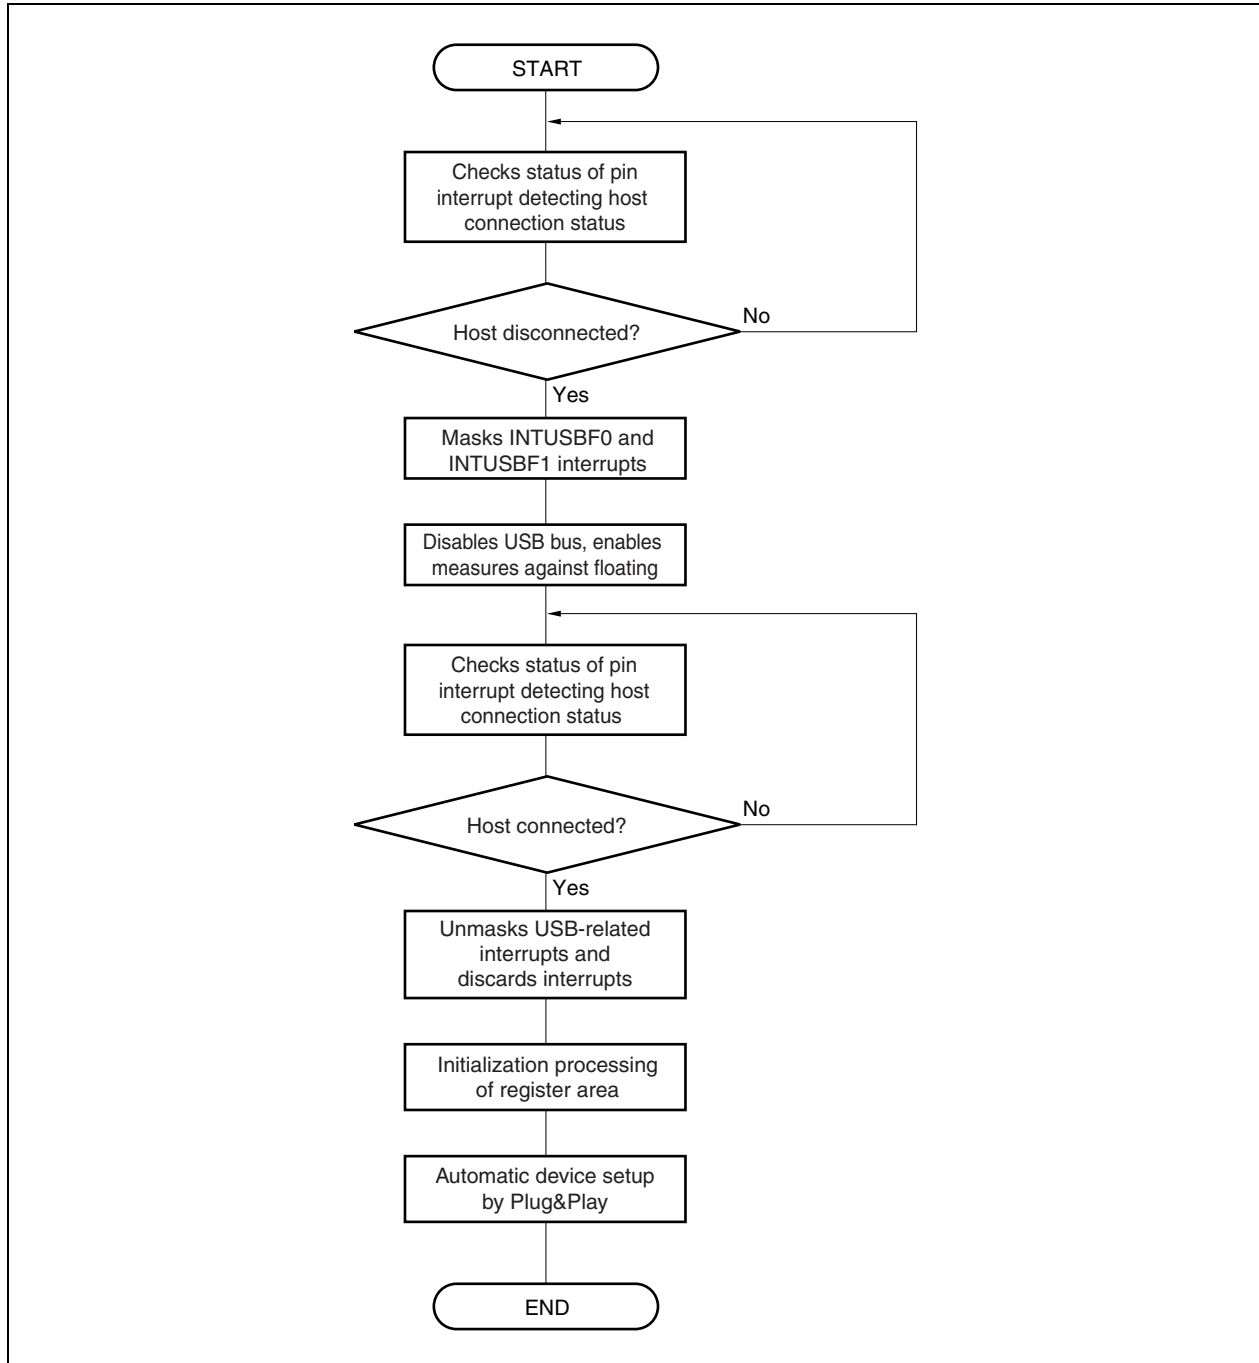 START
Checks status of pin
interrupt detecting host
connection status
Host disconnected?
No
Yes
Masks INTUSBF0 and
INTUSBF1 interrupts
Disables USB bus, enables
measures against floating
Checks status of pin
interrupt detecting host
connection status
Host connected?
No
Yes
Unmasks USB-related
interrupts and
discards interrupts
Initialization processing
of register area
Automatic device setup
by Plug&Play
END